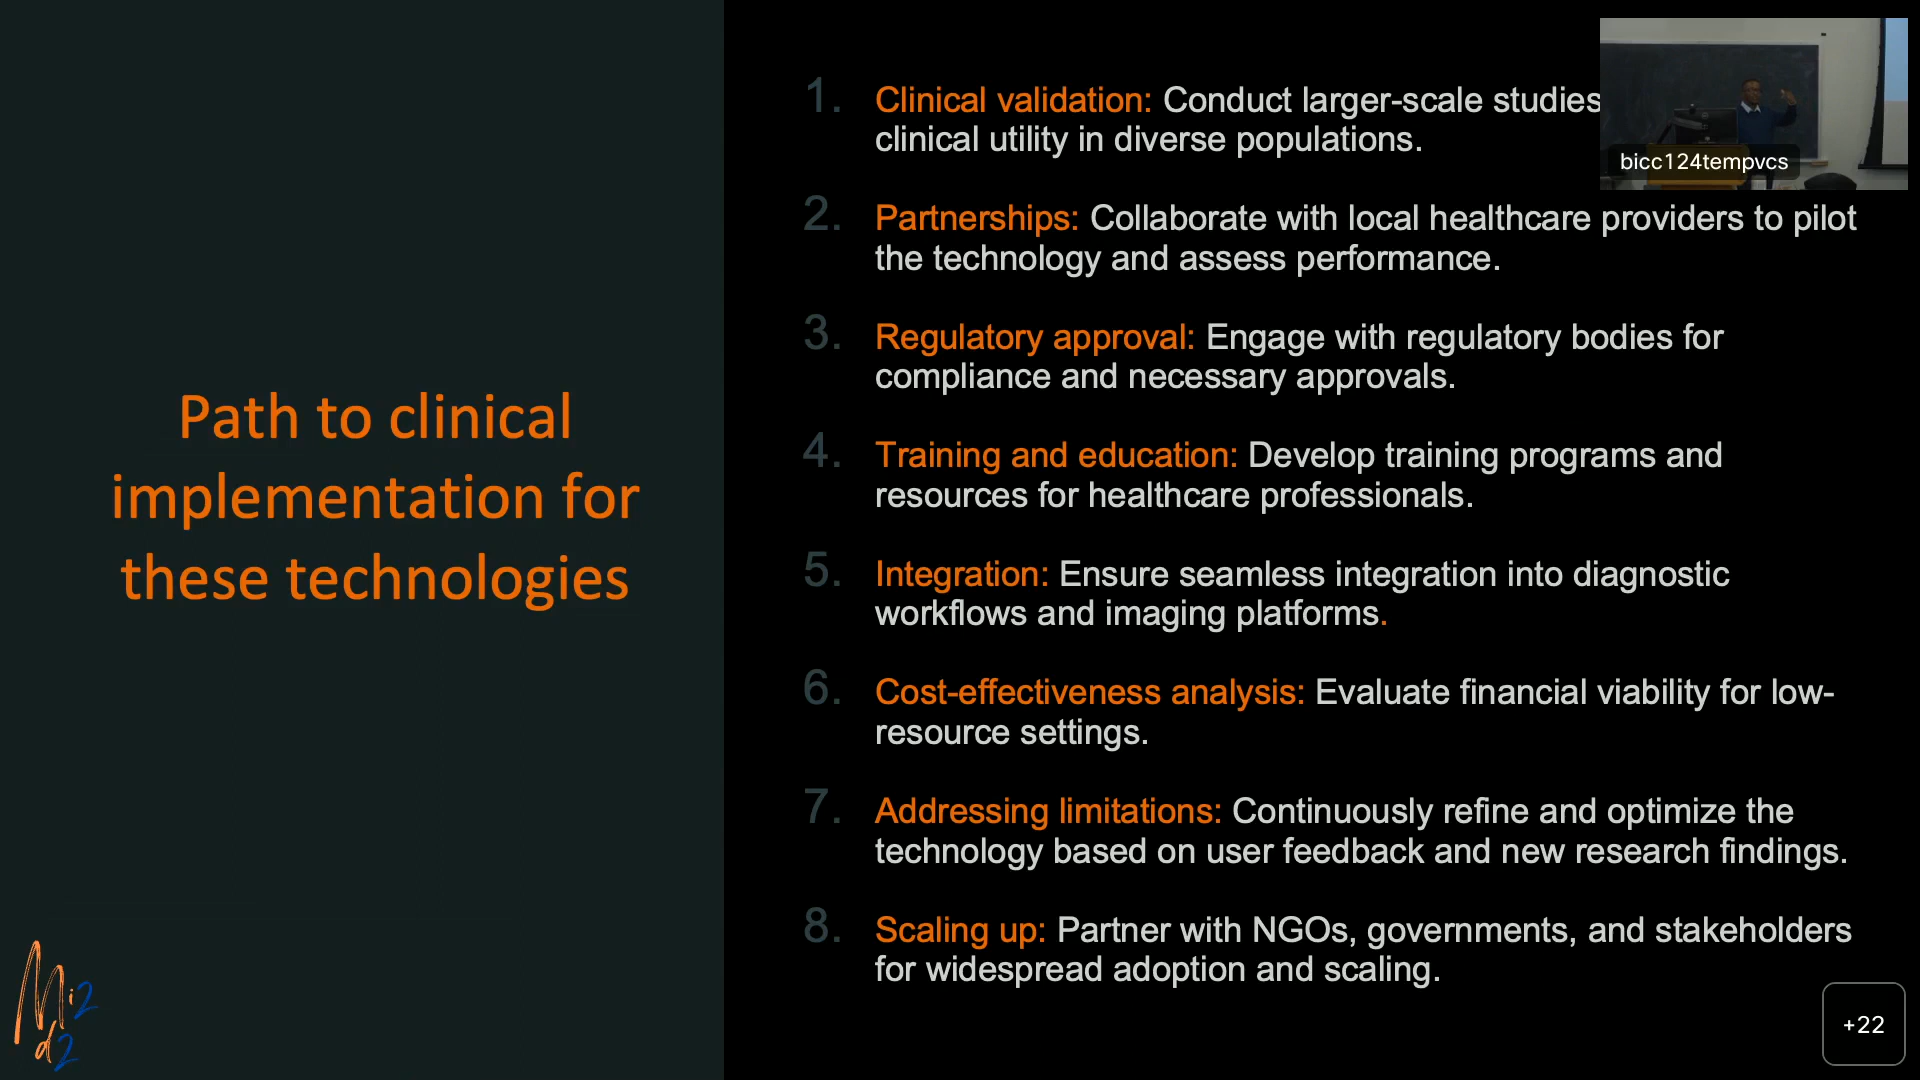 Path to clinical
implementation for
these technologies
1. Clinical validation: Conduct larger-scale studies
clinical utility in diverse populations.
2. Partnerships: Collaborate with local healthcare providers to pilot
the technology and assess performance.
3. Regulatory approval: Engage with regulatory bodies for
compliance and necessary approvals.
4. Training and education: Develop training programs and
resources for healthcare professionals.
5. Integration: Ensure seamless integration into diagnostic
workflows and imaging platforms.
6. Cost-effectiveness analysis: Evaluate financial viability for low-
resource settings.
7. Addressing limitations: Continuously refine and optimize the
technology based on user feedback and new research findings.
8. Scaling up: Partner with NGOs, governments, and stakeholders
for widespread adoption and scaling.
bicc124tempvcs
Mi2
d2
+22